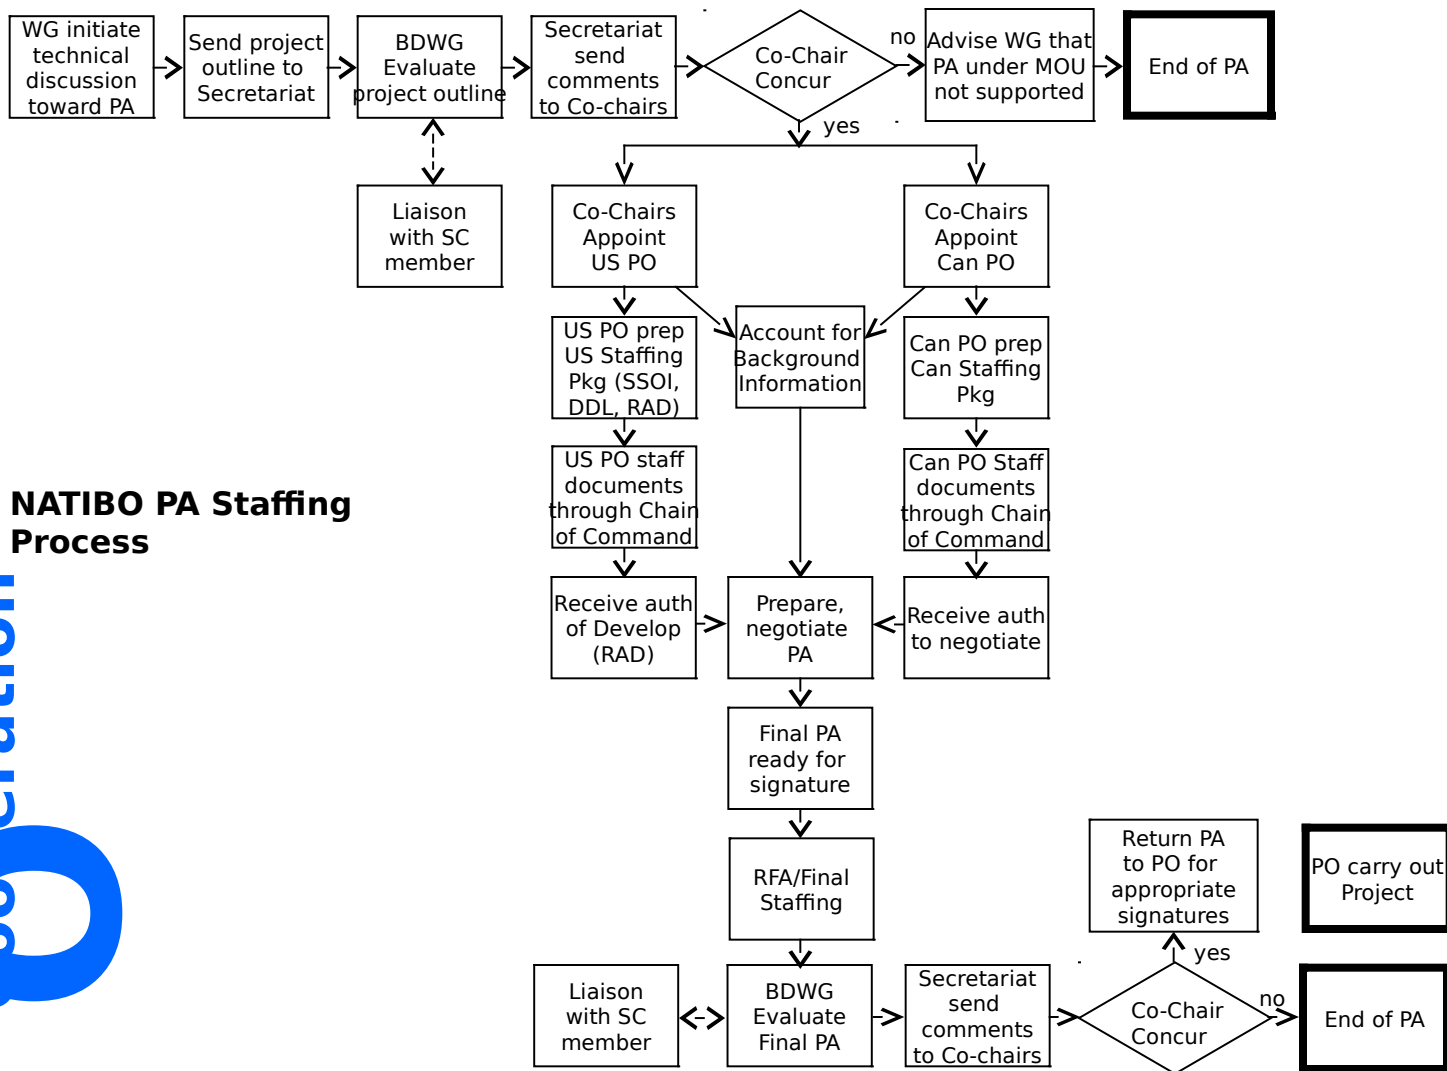 WG initiate
technical
discussion
toward PA
Send project
outline to
Secretariat
BDWG
Evaluate
project outline
Secretariat
send
comments
to Co-chairs
Co-Chair
Concur
no
Advise WG that
PA under MOU
not supported
End of PA
yes
Liaison
with SC
member
Co-Chairs
Appoint
US PO
Co-Chairs
Appoint
Can PO
US PO prep
US Staffing
Pkg (SSOI,
DDL, RAD)
Account for
Background
Information
Can PO prep
Can Staffing
Pkg
US PO staff
documents
through Chain
of Command
Can PO Staff
documents
through Chain
of Command
NATIBO PA Staffing
Process
Receive auth
of Develop
(RAD)
Prepare,
negotiate
PA
Receive auth
to negotiate
Final PA
ready for
signature
RFA/Final
Staffing
Return PA
to PO for
appropriate
signatures
PO carry out
Project
yes
Liaison
with SC
member
BDWG
Evaluate
Final PA
Secretariat
send
comments
to Co-chairs
Co-Chair
Concur
no
End of PA